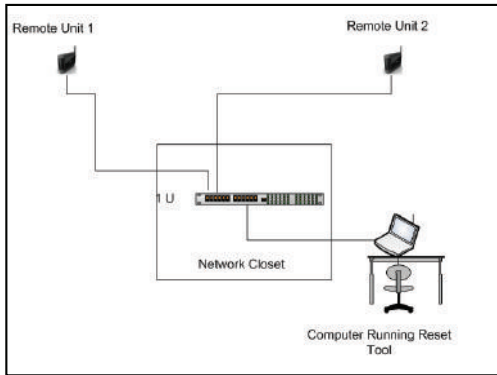 Remote Unit 1
Remote Unit 2
1 U
Network Closet
Computer Running Reset
Tool